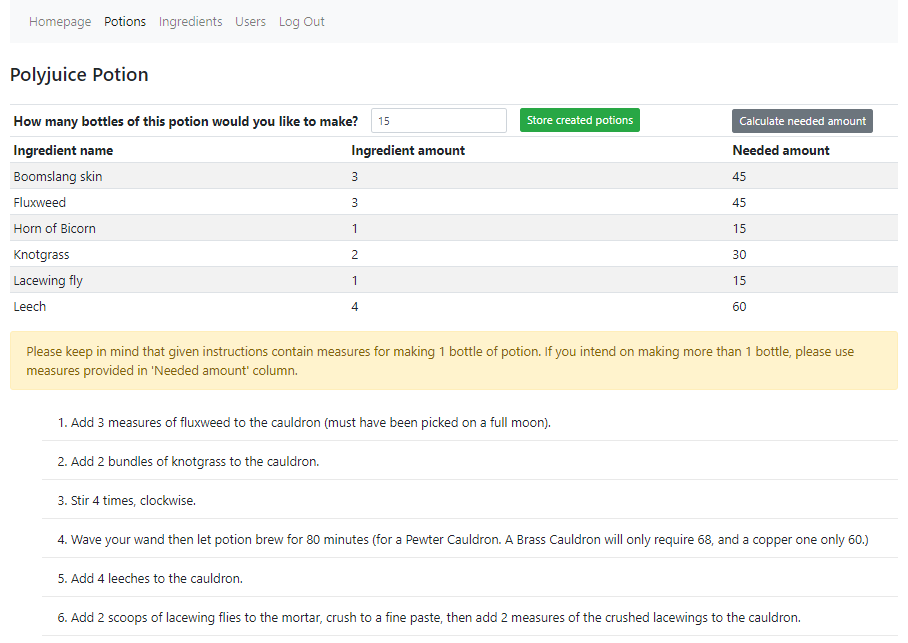 Homepage Potions Ingredients Users Log Out
Polyjuice Potion
How many bottles of this potion would you like to make? 15 Store created potions Calculate needed amount
Ingredient name Ingredient amount Needed amount
Boomslang skin 3 45
Fluxweed 3 45
Horn of Bicorn 1 15
Knotgrass 2 30
Lacewing fly 1 15
Leech 4 60
Please keep in mind that given instructions contain measures for making 1 bottle of potion. If you intend on making more than 1 bottle, please use
measures provided in 'Needed amount' column.
1. Add 3 measures of fluxweed to the cauldron (must have been picked on a full moon).
2. Add 2 bundles of knotgrass to the cauldron.
3. Stir 4 times, clockwise.
4. Wave your wand then let potion brew for 80 minutes (for a Pewter Cauldron. A Brass Cauldron will only require 68, and a copper one only 60.)
5. Add 4 leeches to the cauldron.
6. Add 2 scoops of lacewing flies to the mortar, crush to a fine paste, then add 2 measures of the crushed lacewings to the cauldron.